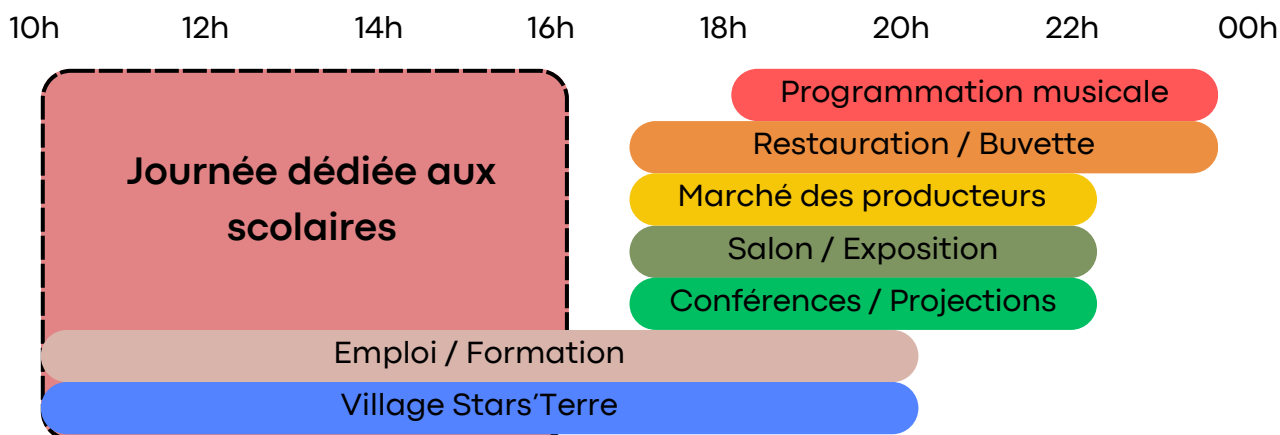 10h 12h 14h 16h 18h 20h 22h 00h
Programmation musicale
Restauration / Buvette
Journée dédiée aux
scolaires
Marché des producteurs
Salon / Exposition
Conférences / Projections
Emploi / Formation
Village Stars'Terre